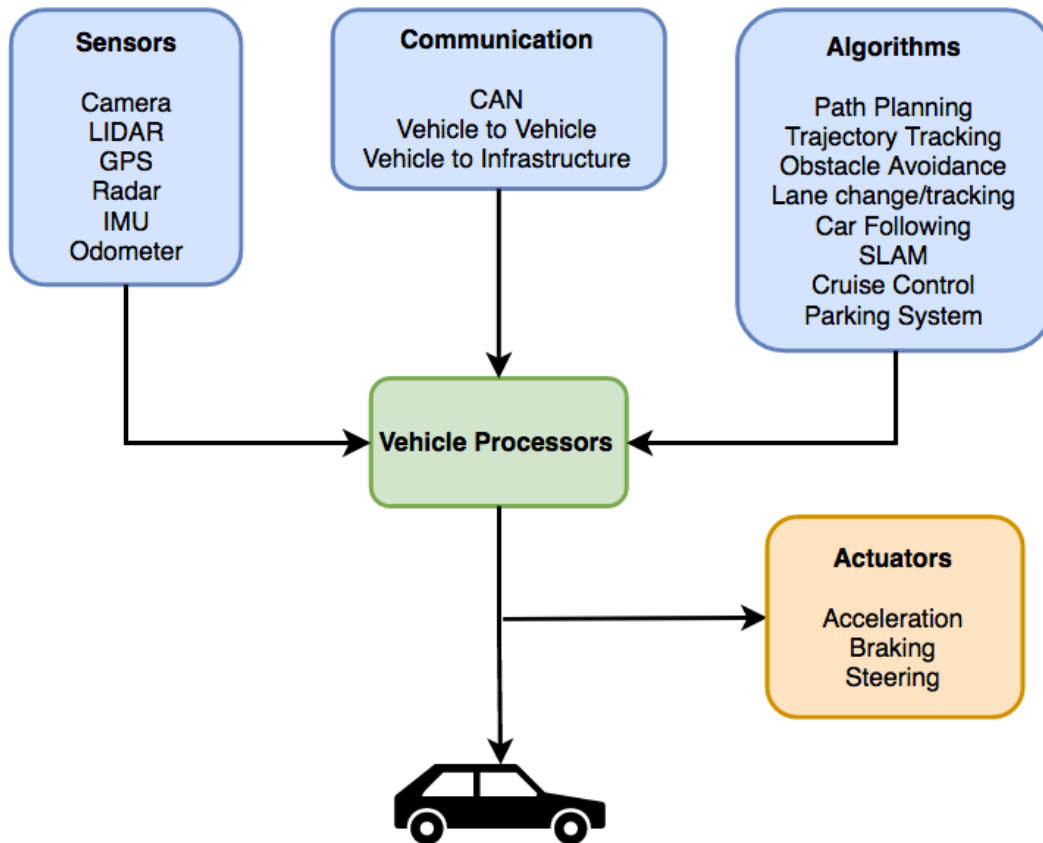 Sensors
Camera
LIDAR
GPS
Radar
IMU
Odometer
Communication
CAN
Vehicle to Vehicle
Vehicle to Infrastructure
Algorithms
Path Planning
Trajectory Tracking
Obstacle Avoidance
Lane change/tracking
Car Following
SLAM
Cruise Control
Parking System
Vehicle Processors
Actuators
Acceleration
Braking
Steering